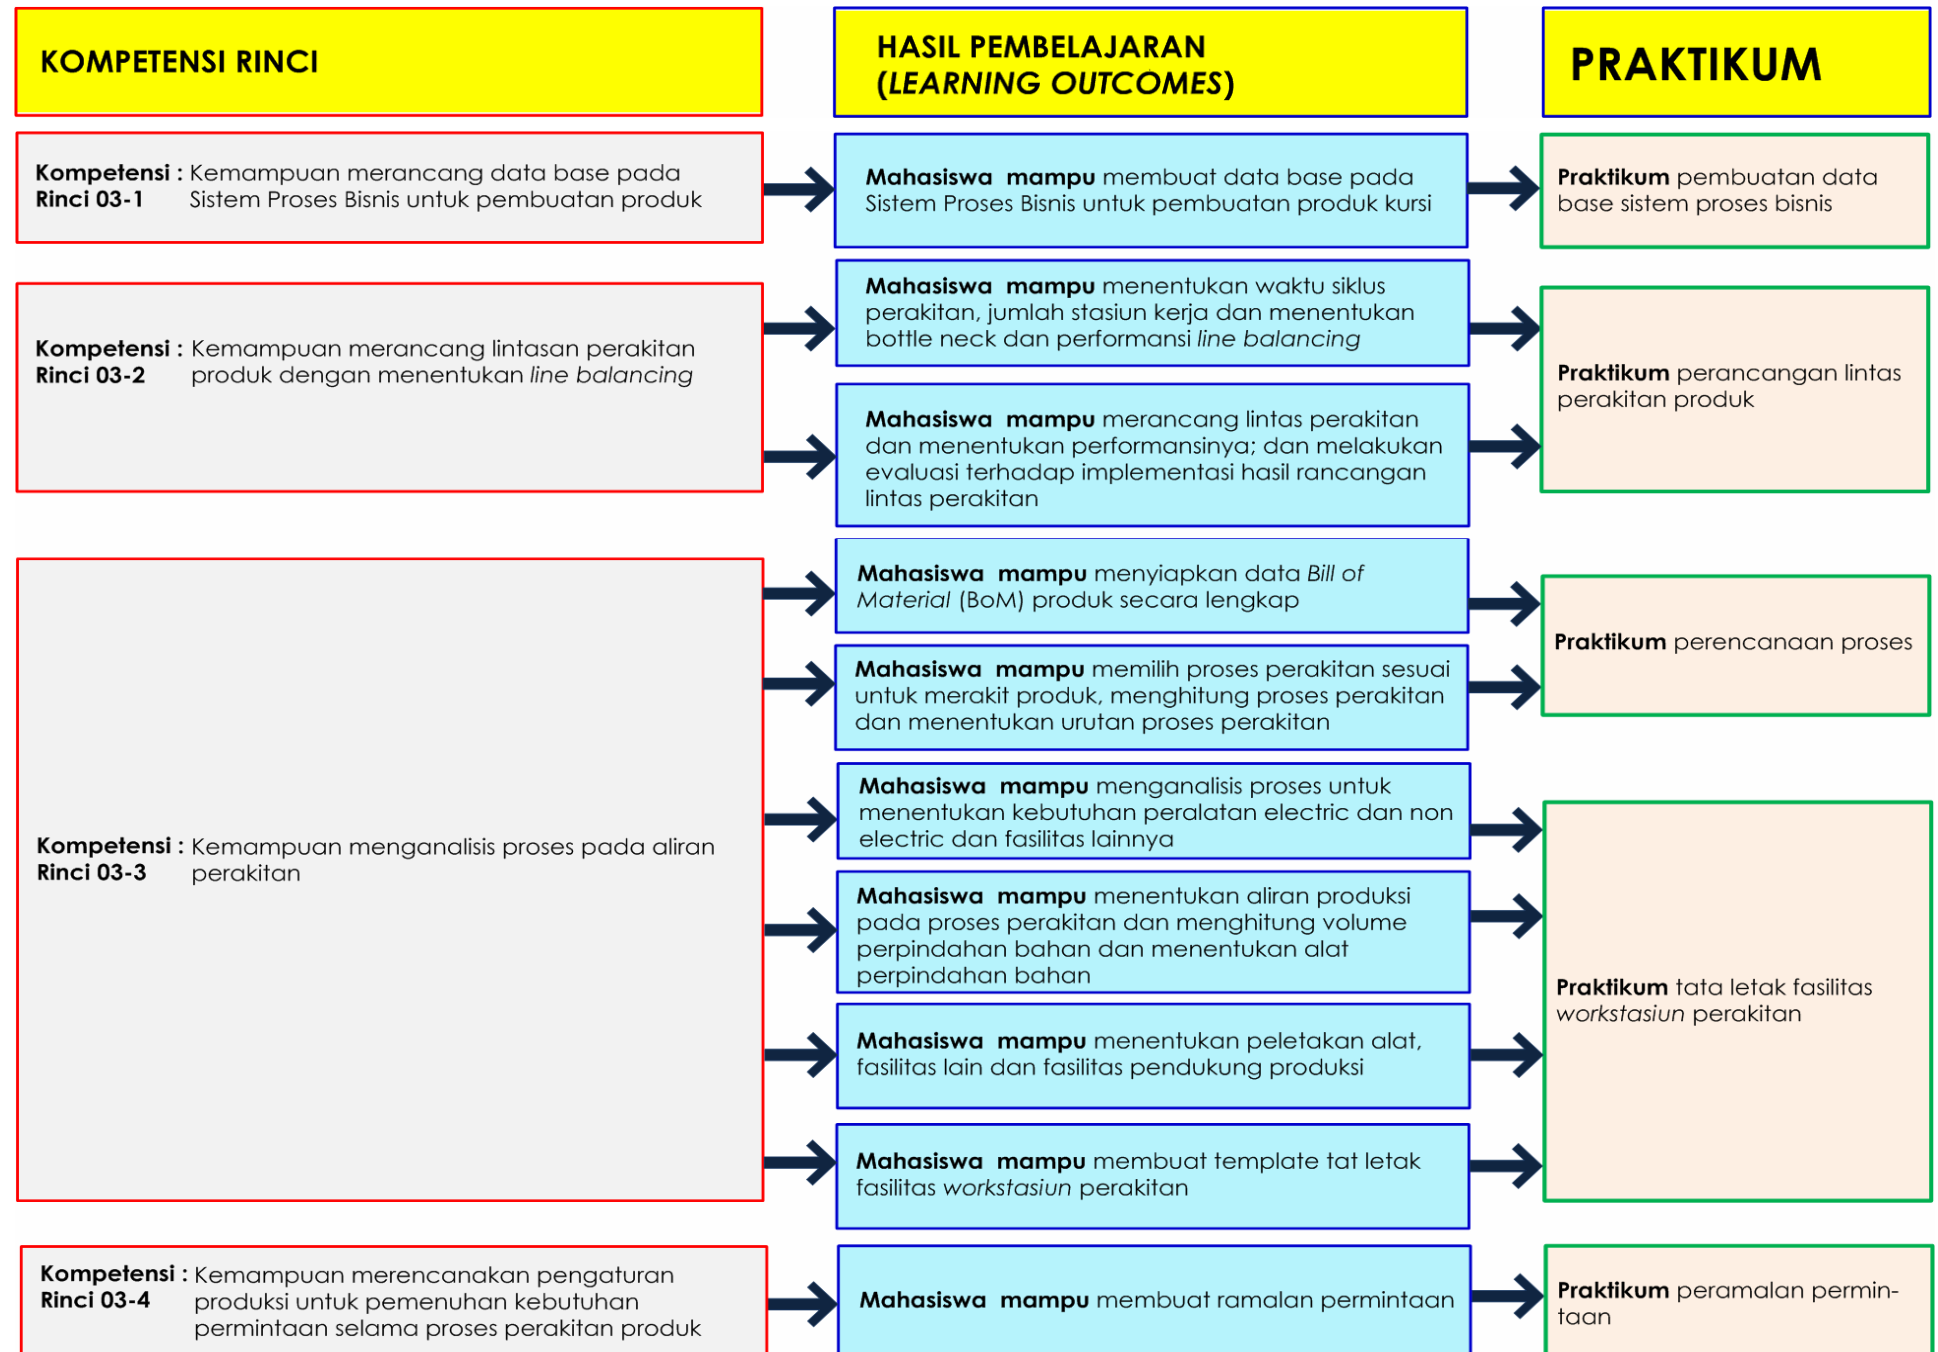 KOMPETENSI RINCI
HASIL PEMBELAJARAN
(LEARNING OUTCOMES)
PRAKTIKUM
Kompetensi : Kemampuan merancang data base pada
Rinci 03-1 Sistem Proses Bisnis untuk pembuatan produk
Mahasiswa mampu membuat data base pada
Sistem Proses Bisnis untuk pembuatan produk kursi
Praktikum pembuatan data
base sistem proses bisnis
Kompetensi : Kemampuan merancang lintasan perakitan
Rinci 03-2 produk dengan menentukan line balancing
Mahasiswa mampu menentukan waktu siklus
perakitan, jumlah stasiun kerja dan menentukan
bottle neck dan performansi line balancing
Mahasiswa mampu merancang lintas perakitan
dan menentukan performansinya; dan melakukan
evaluasi terhadap implementasi hasil rancangan
lintas perakitan
Praktikum perancangan lintas
perakitan produk
Kompetensi : Kemampuan menganalisis proses pada aliran
Rinci 03-3 perakitan
Mahasiswa mampu menyiapkan data Bill of
Material (BoM) produk secara lengkap
Mahasiswa mampu memilih proses perakitan sesuai
untuk merakit produk, menghitung proses perakitan
dan menentukan urutan proses perakitan
Praktikum perencanaan proses
Mahasiswa mampu menganalisis proses untuk
menentukan kebutuhan peralatan electric dan non
electric dan fasilitas lainnya
Mahasiswa mampu menentukan aliran produksi
pada proses perakitan dan menghitung volume
perpindahan bahan dan menentukan alat
perpindahan bahan
Mahasiswa mampu menentukan peletakan alat,
fasilitas lain dan fasilitas pendukung produksi
Mahasiswa mampu membuat template tat letak
fasilitas workstasiun perakitan
Praktikum tata letak fasilitas
workstasiun perakitan
Kompetensi : Kemampuan merencanakan pengaturan
Rinci 03-4 produksi untuk pemenuhan kebutuhan
permintaan selama proses perakitan produk
Mahasiswa mampu membuat ramalan permintaan
Praktikum peramalan permin-
taan